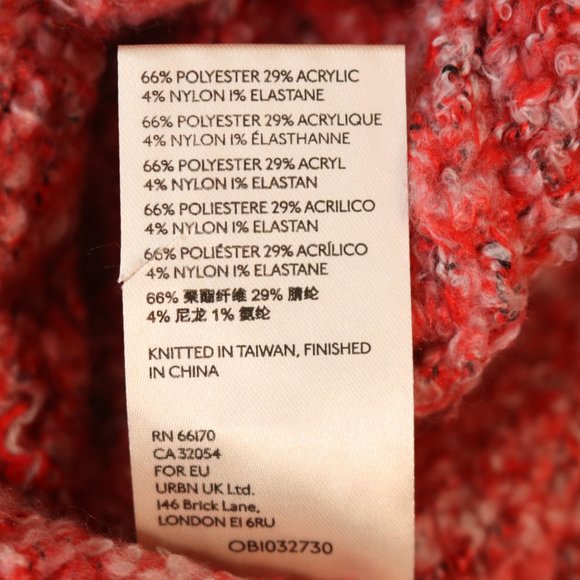 66% POLYESTER 29% ACRYLIC
4% NYLON 1% ELASTANE
66% POLYESTER 29% ACRYLIQUE
4% NYLON 1% ÉLASTHANNE
66% POLYESTER 29% ACRYL
4% NYLON 1% ELASTAN
66% POLIESTERE 29% ACRILICO
4% NYLON 1% ELASTAN
66% POLIÉSTER 29% ACRÍLICO
4% NYLON 1% ELASTANE
66% 聚酯纤维 29% 腈纶
4% 尼龙 1% 氨纶
KNITTED IN TAIWAN, FINISHED
IN CHINA
RN 66170
CA 32054
FOR EU
URBN UK Ltd.
146 Brick Lane,
LONDON E1 6RU
OB1032730